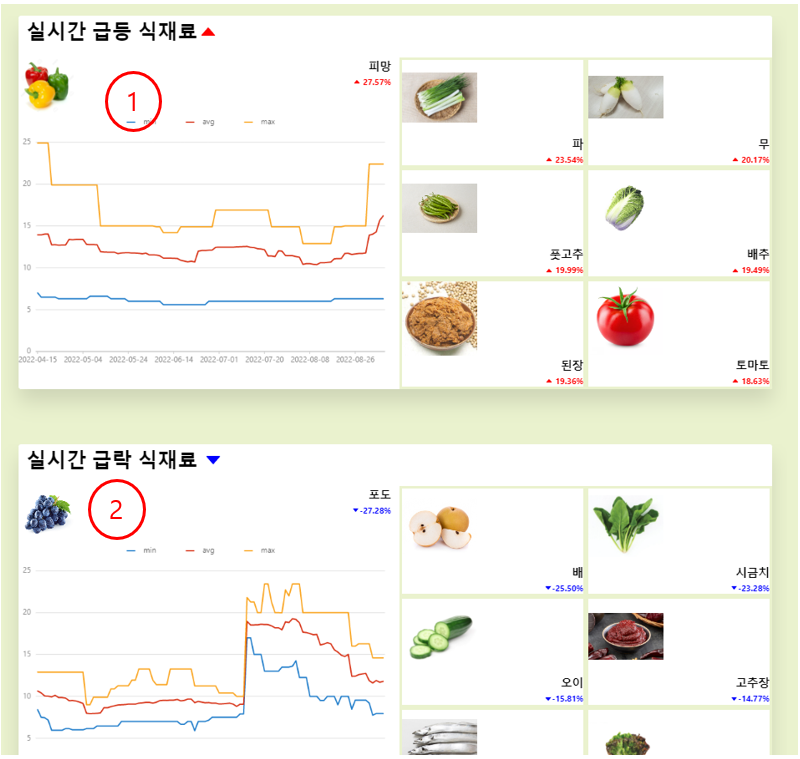 실시간 급등 식재료▲
피망
▲ 27.57%
1
min avg max
25
20
15
10
5
0
2022-04-15 2022-05-04 2022-05-24 2022-06-14 2022-07-01 2022-07-20 2022-08-08 2022-08-26
파
▲ 23.54%
무
▲ 20.17%
풋고추
▲ 19.99%
배추
▲ 19.49%
된장
▲ 19.36%
토마토
▲ 18.63%
실시간 급락 식재료 ▼
포도
▼-27.28%
2
min avg max
25
20
15
10
5
배
▼-25.50%
시금치
▼-23.28%
오이
▼-15.81%
고추장
▼-14.77%